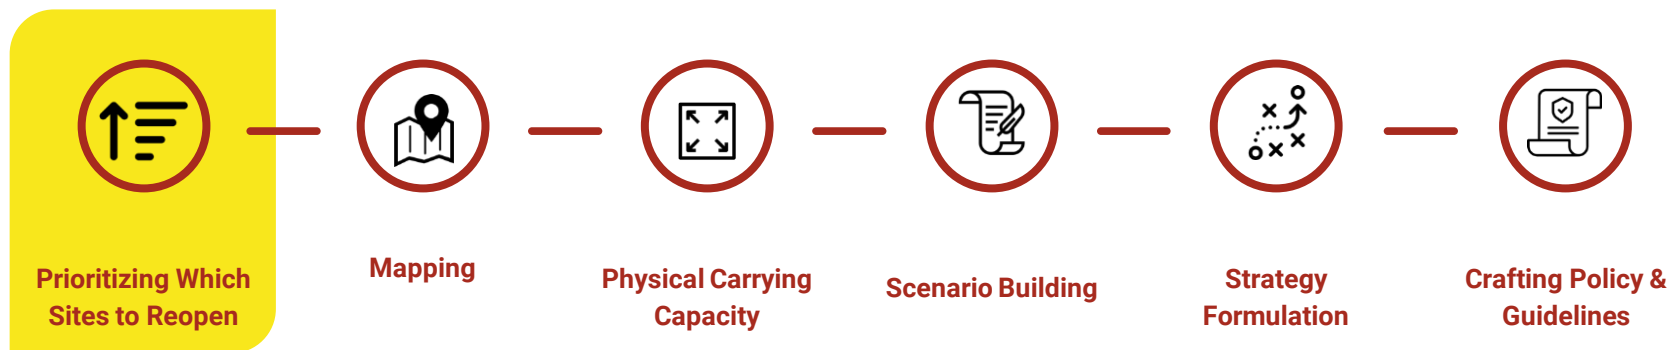 Prioritizing Which
Sites to Reopen
Mapping
Physical Carrying
Capacity
Scenario Building
Strategy
Formulation
Crafting Policy &
Guidelines